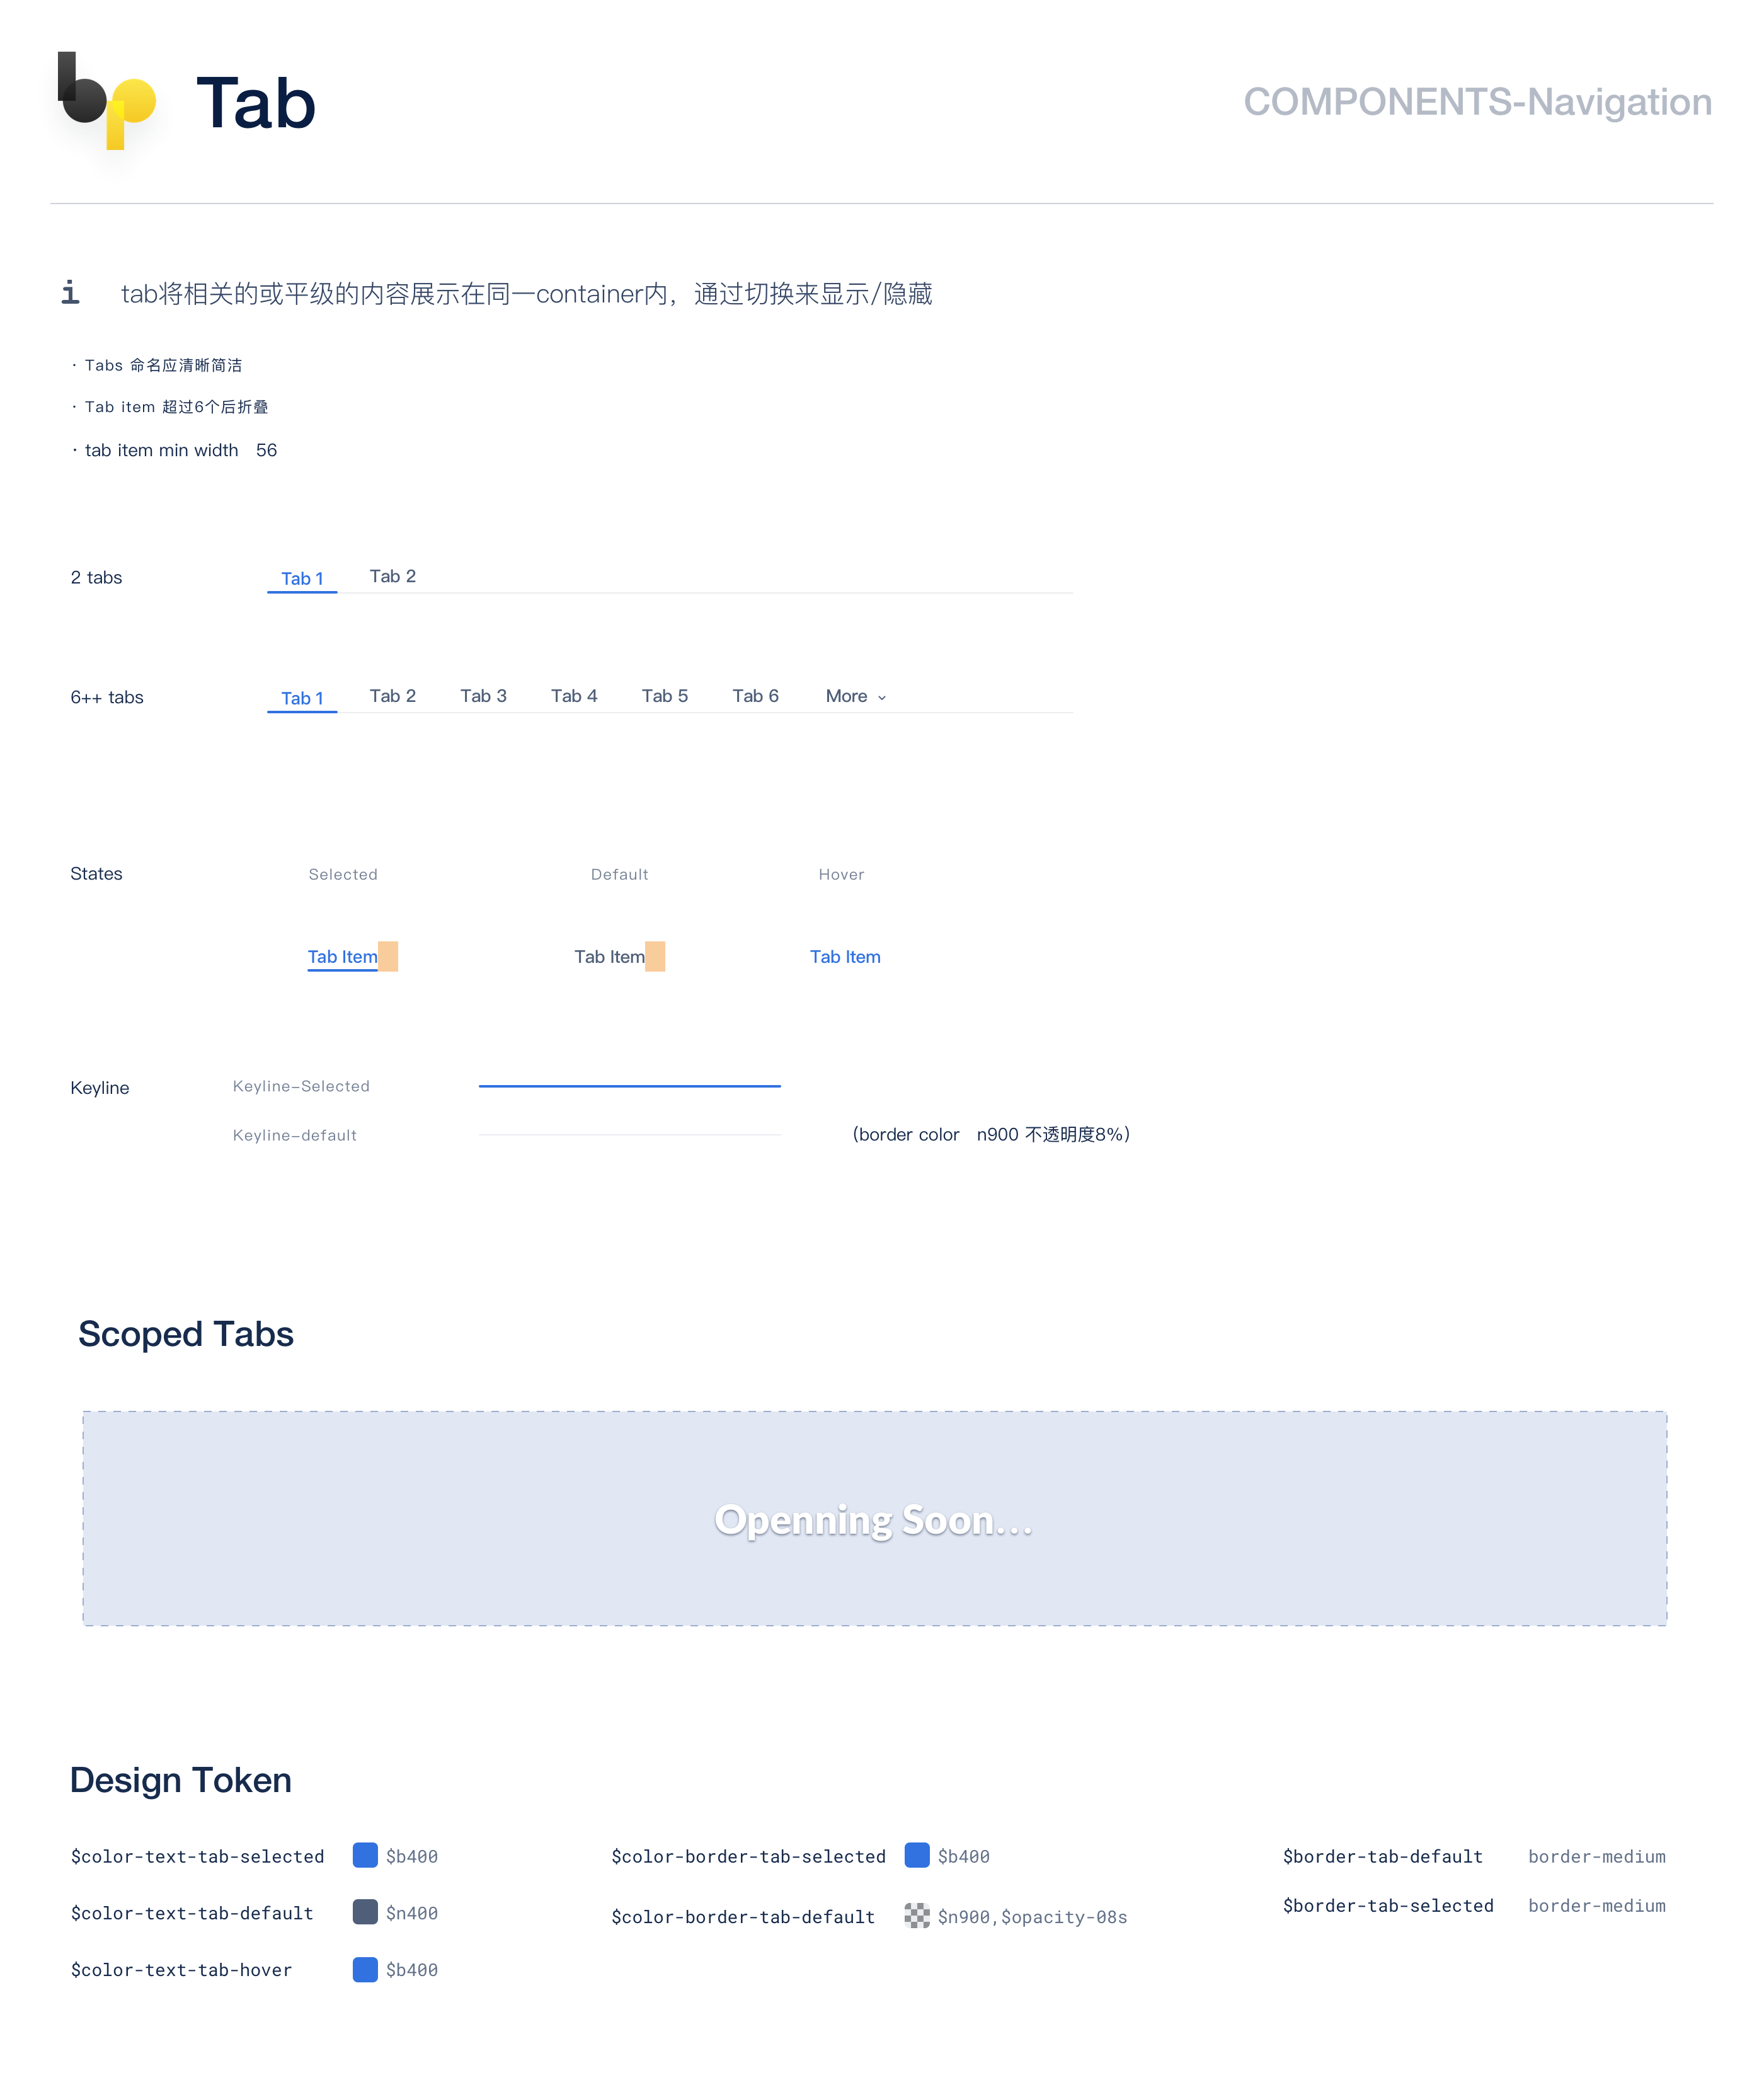 bp
Tab
COMPONENTS-Navigation
i tab将相关的或平级的内容展示在同一container内，通过切换来显示/隐藏
· Tabs 命名应清晰简洁
· Tab item 超过6个后折叠
· tab item min width 56
2 tabs Tab 1 Tab 2
6++ tabs Tab 1 Tab 2 Tab 3 Tab 4 Tab 5 Tab 6 More
States Selected Default Hover
Tab Item Tab Item Tab Item
Keyline Keyline-Selected
Keyline-default （border color n900 不透明度8%）
Scoped Tabs
Openning Soon...
Design Token
$color-text-tab-selected $b400 $color-border-tab-selected $b400 $border-tab-default border-medium
$color-text-tab-default $n400 $color-border-tab-default $n900,$opacity-08s $border-tab-selected border-medium
$color-text-tab-hover $b400